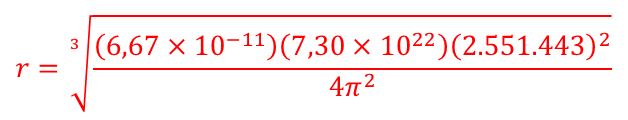 r = ∛((6,67 × 10⁻¹¹)(7,30 × 10²²)(2.551.443)² / 4π²)